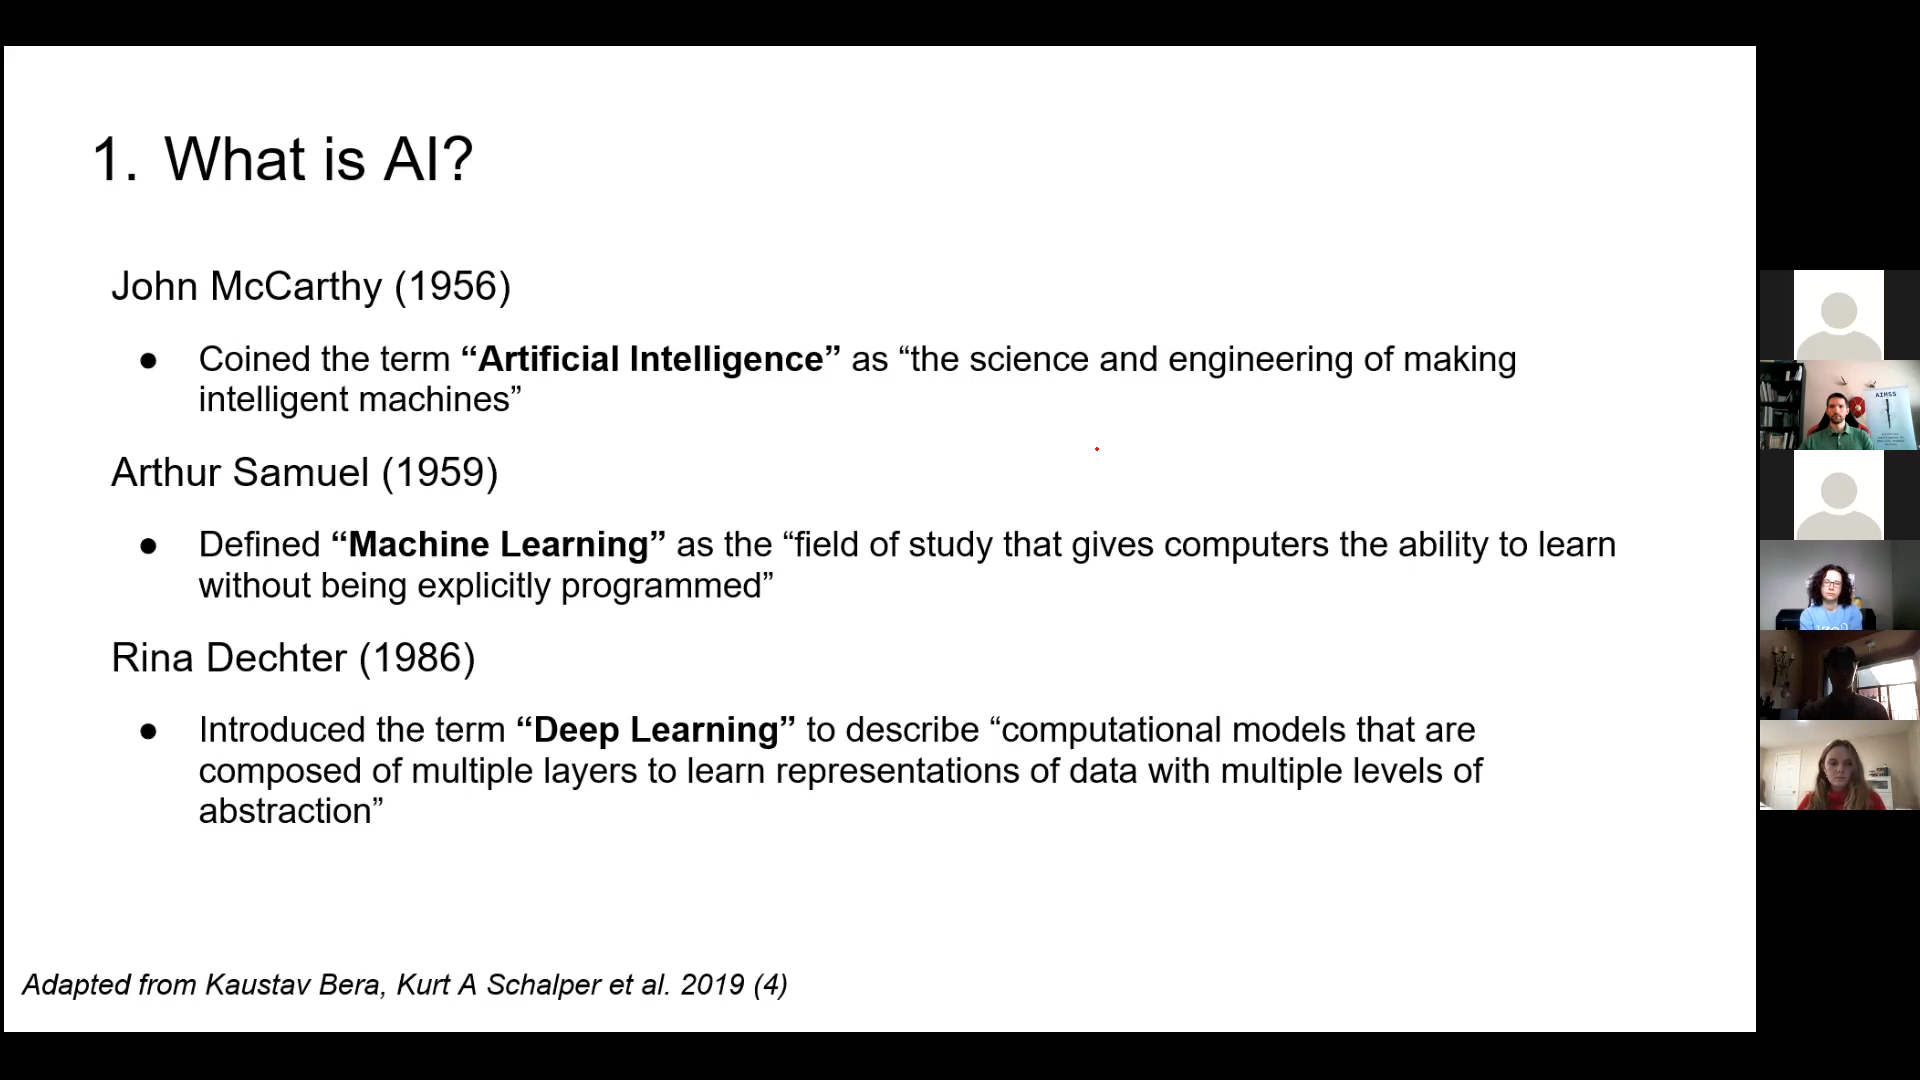 1. What is AI?
John McCarthy (1956)
● Coined the term “Artificial Intelligence” as “the science and engineering of making
intelligent machines”
Arthur Samuel (1959)
● Defined “Machine Learning” as the “field of study that gives computers the ability to learn
without being explicitly programmed”
Rina Dechter (1986)
● Introduced the term “Deep Learning” to describe “computational models that are
composed of multiple layers to learn representations of data with multiple levels of
abstraction”
Adapted from Kaustav Bera, Kurt A Schalper et al. 2019 (4)
AIMSS